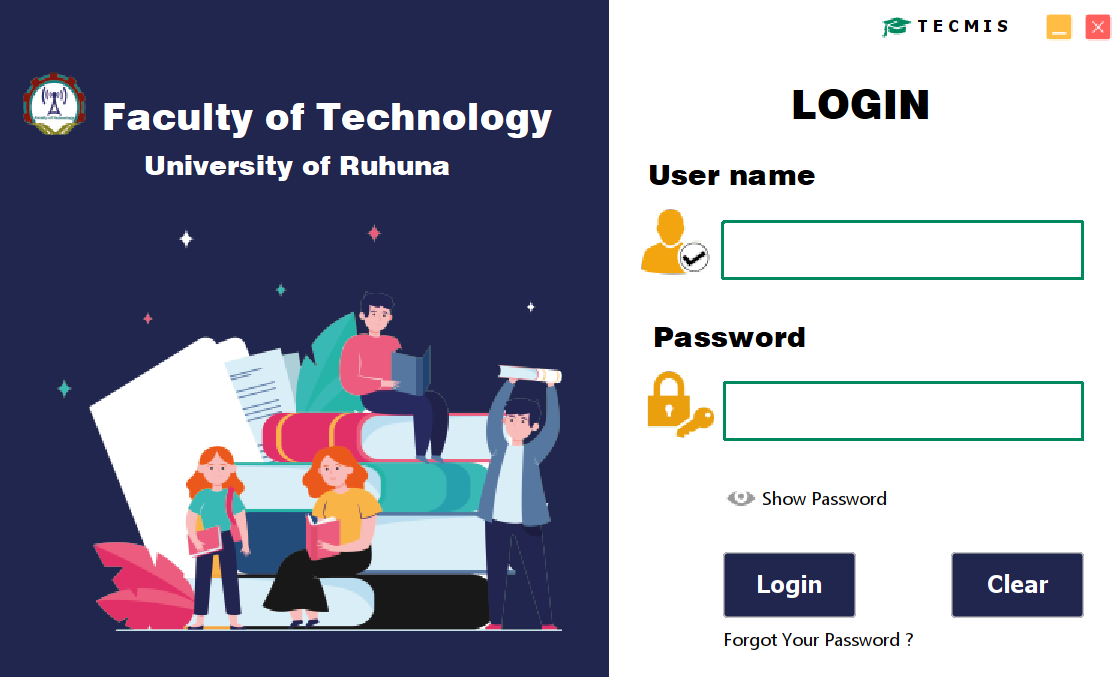 TECMIS
Faculty of Technology
University of Ruhuna
LOGIN
User name
Password
Show Password
Login
Clear
Forgot Your Password ?